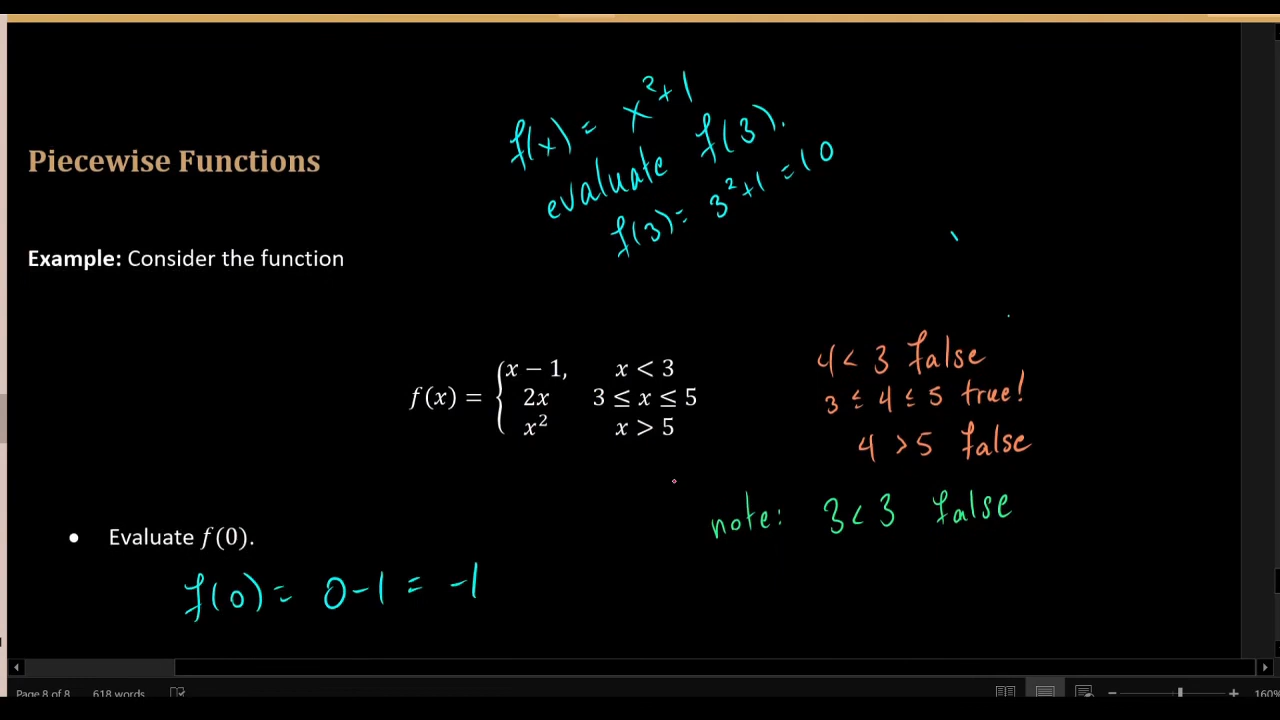 f(x) = x²+1
evaluate f(3).
f(3) = 3²+1 = 10
Piecewise Functions
Example: Consider the function
f(x) = { x − 1, x < 3
2x 3 ≤ x ≤ 5
x² x > 5
4 < 3 false
3 ≤ 4 ≤ 5 true!
4 > 5 false
note: 3 < 3 false
• Evaluate f(0).
f(0) = 0-1 = -1
Page 8 of 8 618 words 160%